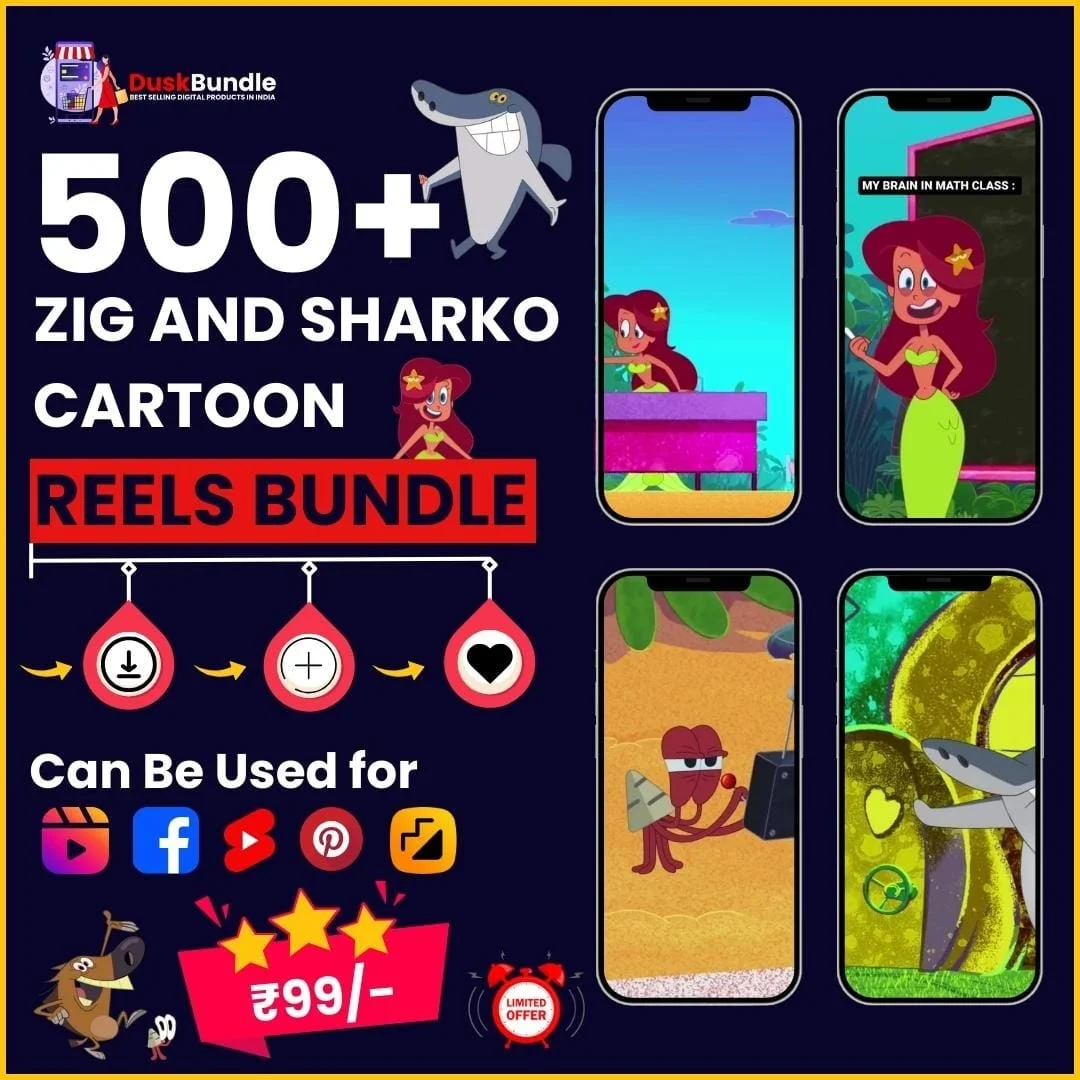 DuskBundle
BEST SELLING DIGITAL PRODUCTS IN INDIA
500+
ZIG AND SHARKO
CARTOON
REELS BUNDLE
MY BRAIN IN MATH CLASS :
Can Be Used for
₹99/-
LIMITED
OFFER